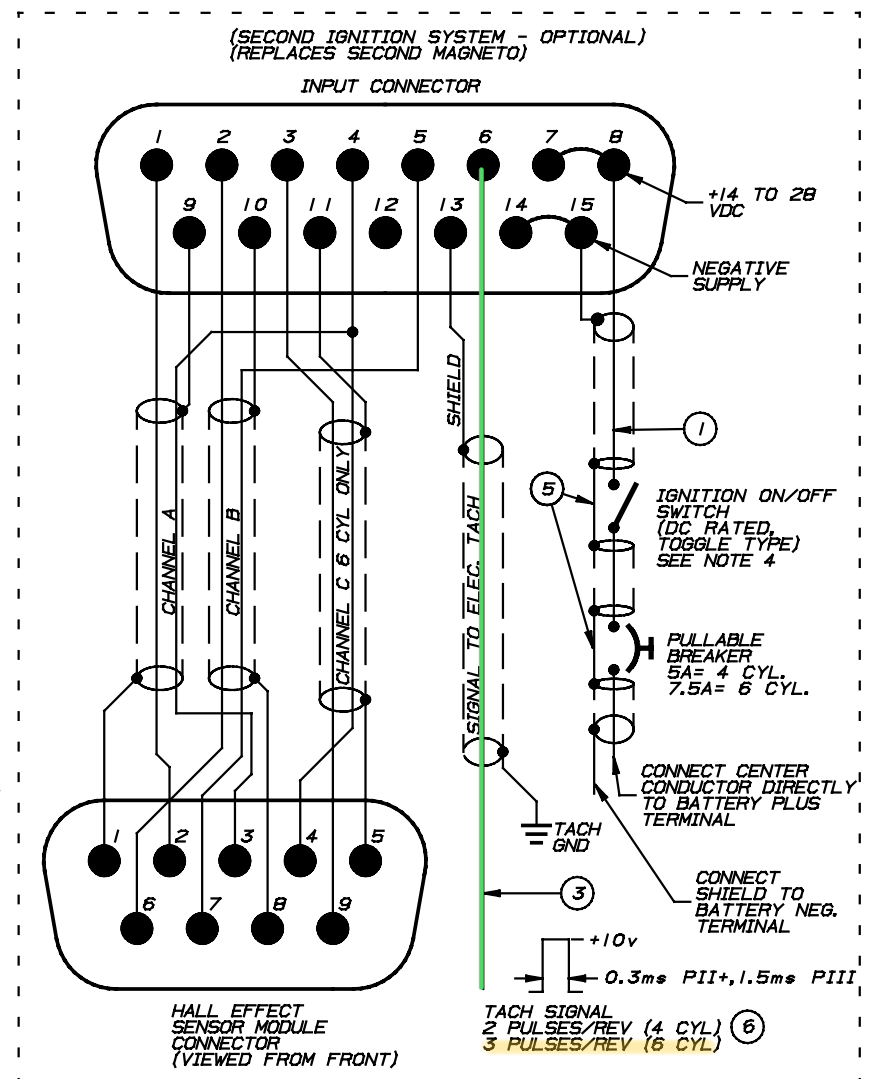 (SECOND IGNITION SYSTEM - OPTIONAL)
(REPLACES SECOND MAGNETO)
INPUT CONNECTOR
1 2 3 4 5 6 7 8
9 10 11 12 13 14 15
+14 TO 28
VDC
NEGATIVE
SUPPLY
SHIELD
1
5
IGNITION ON/OFF
SWITCH
(DC RATED,
TOGGLE TYPE)
SEE NOTE 4
CHANNEL A
CHANNEL B
CHANNEL C 6 CYL ONLY
SIGNAL TO ELEC. TACH
PULLABLE
BREAKER
5A= 4 CYL.
7.5A= 6 CYL.
CONNECT CENTER
CONDUCTOR DIRECTLY
TO BATTERY PLUS
TERMINAL
TACH
GND
1 2 3 4 5
6 7 8 9
3
CONNECT
SHIELD TO
BATTERY NEG.
TERMINAL
+10v
0.3ms PII+,1.5ms PIII
HALL EFFECT
SENSOR MODULE
CONNECTOR
(VIEWED FROM FRONT)
TACH SIGNAL
2 PULSES/REV (4 CYL)
3 PULSES/REV (6 CYL)
6